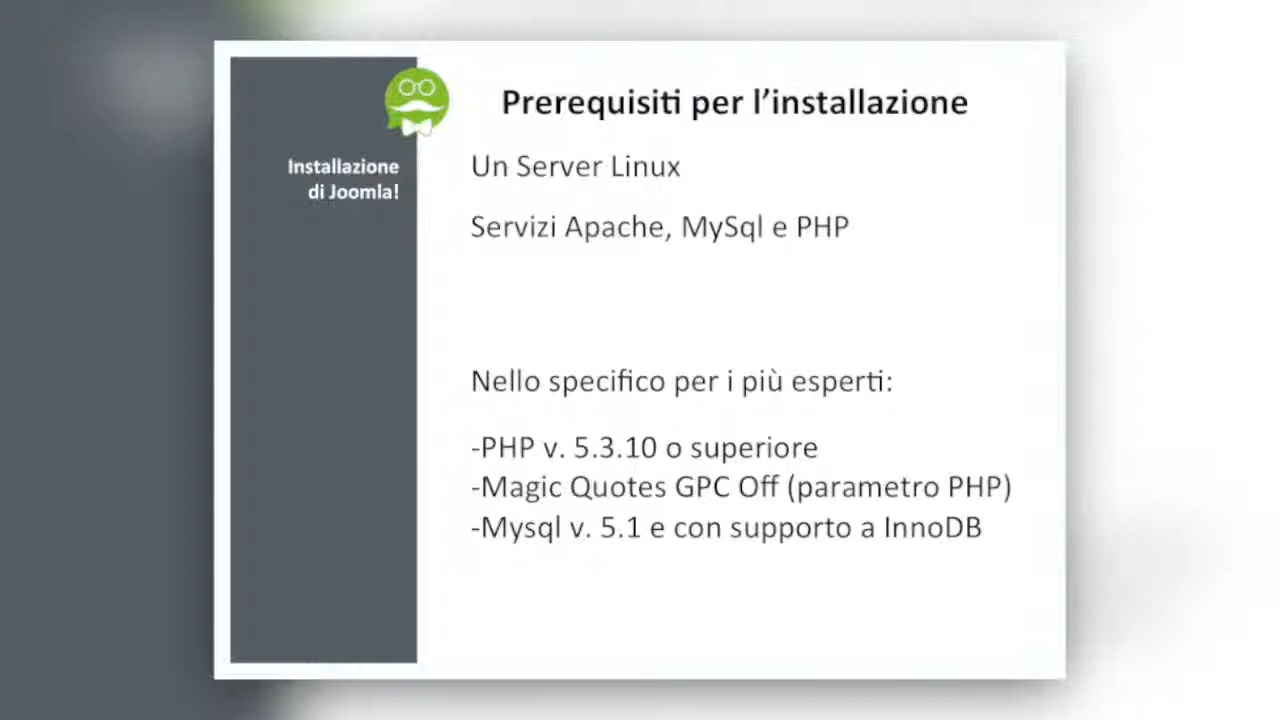 Prerequisiti per l'installazione
Installazione
di Joomla!
Un Server Linux
Servizi Apache, MySql e PHP
Nello specifico per i più esperti:
-PHP v. 5.3.10 o superiore
-Magic Quotes GPC Off (parametro PHP)
-Mysql v. 5.1 e con supporto a InnoDB